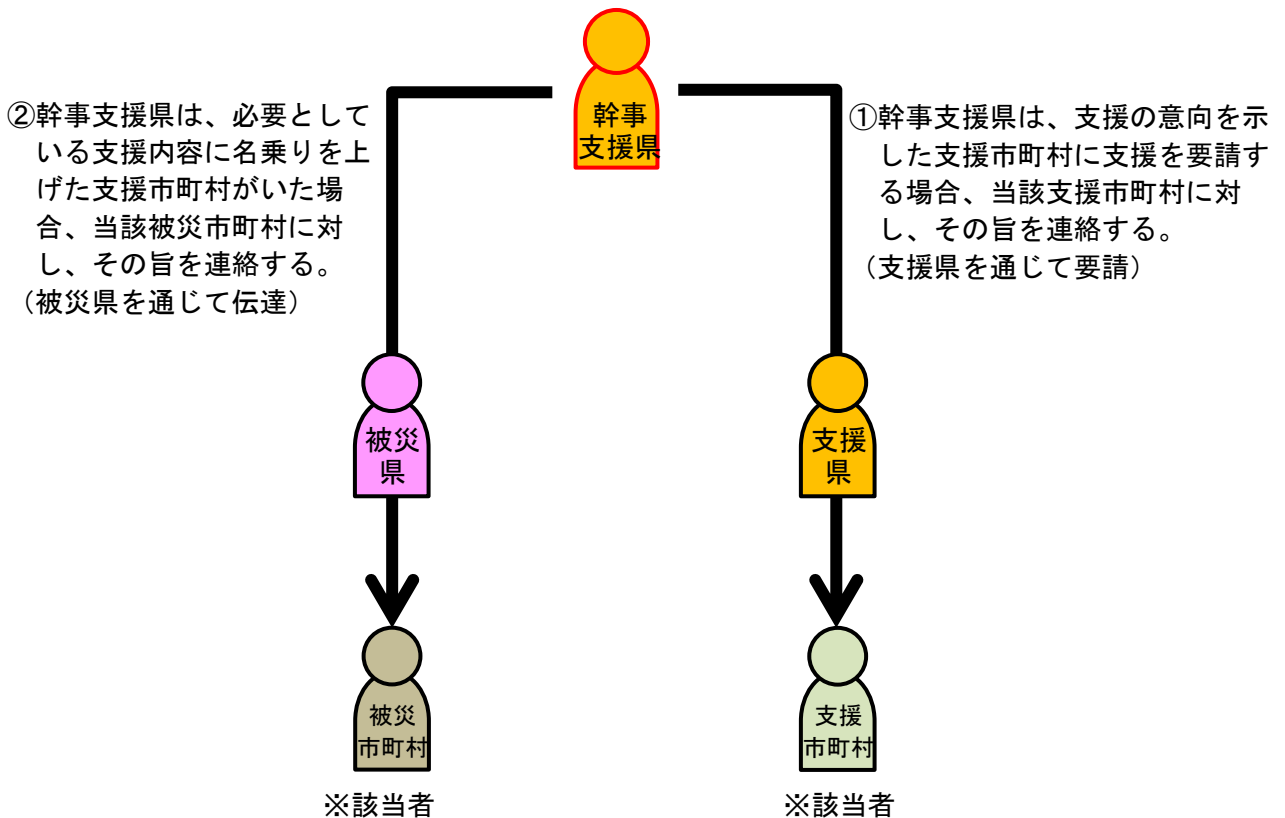 幹事
支援県
②幹事支援県は、必要として
いる支援内容に名乗りを上
げた支援市町村がいた場
合、当該被災市町村に対
し、その旨を連絡する。
（被災県を通じて伝達）
①幹事支援県は、支援の意向を示
した支援市町村に支援を要請す
る場合、当該支援市町村に対
し、その旨を連絡する。
（支援県を通じて要請）
被災
県
支援
県
被災
市町村
支援
市町村
※該当者
※該当者